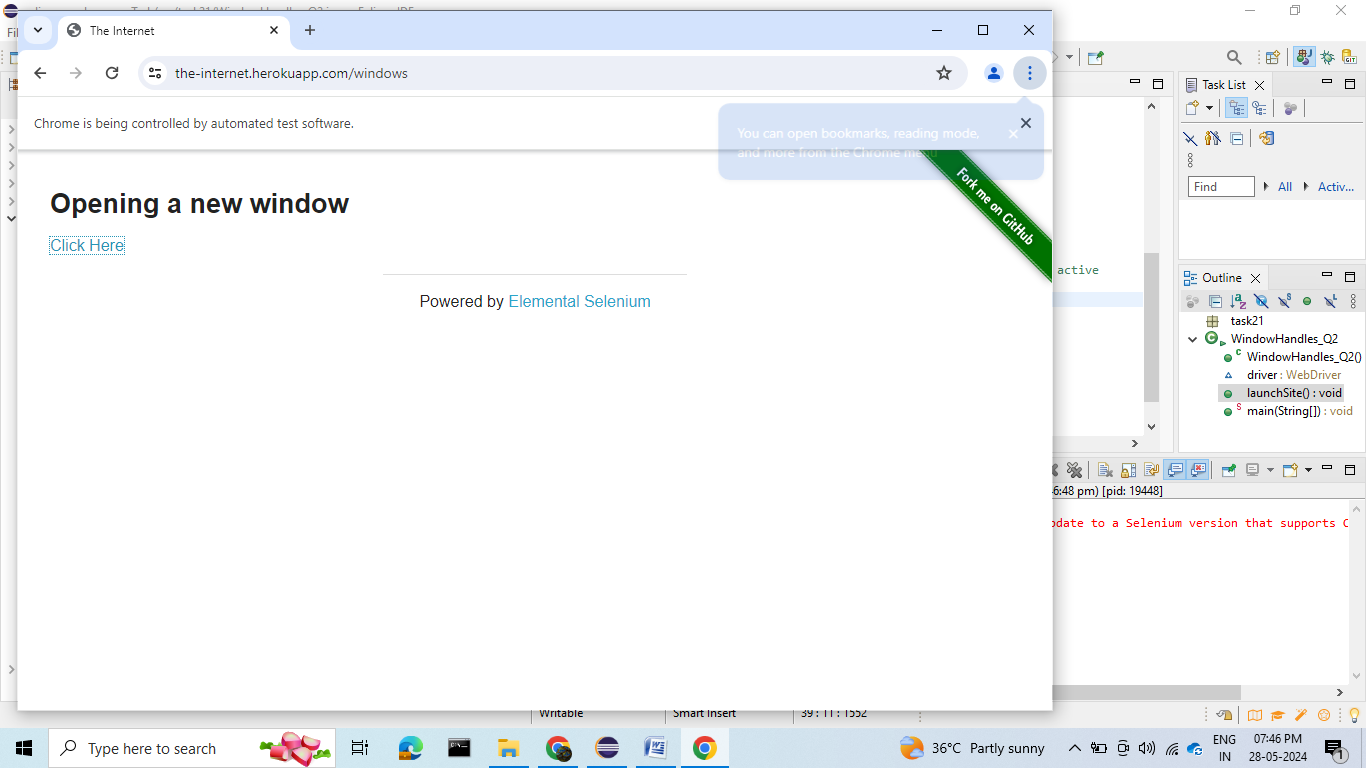 The Internet
the-internet.herokuapp.com/windows
Chrome is being controlled by automated test software.
You can open bookmarks, reading mode,
and more from the Chrome menu
Opening a new window
Click Here
Powered by Elemental Selenium
Fork me on GitHub
active
Task List
Find
All
Activ...
Outline
task21
WindowHandles_Q2
WindowHandles_Q2()
driver : WebDriver
launchSite() : void
main(String[]) : void
6:48 pm) [pid: 19448]
to a Selenium version that supports
Writable
Smart Insert
39 : 11 : 1552
Type here to search
36°C Partly sunny
ENG
IN
07:46 PM
28-05-2024
1